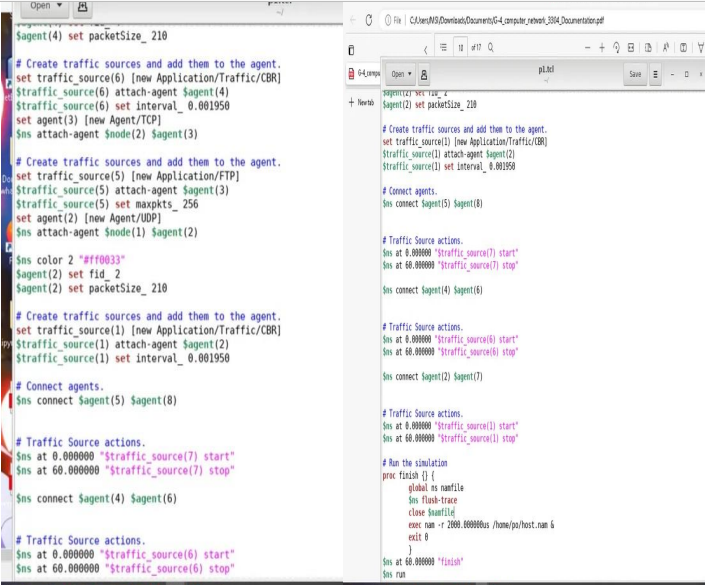 Open
$agent(4) set packetSize_ 210
# Create traffic sources and add them to the agent.
set traffic_source(6) [new Application/Traffic/CBR]
$traffic_source(6) attach-agent $agent(4)
$traffic_source(6) set interval_ 0.001950
set agent(3) [new Agent/TCP]
$ns attach-agent $node(2) $agent(3)
# Create traffic sources and add them to the agent.
set traffic_source(5) [new Application/FTP]
$traffic_source(5) attach-agent $agent(3)
$traffic_source(5) set maxpkts_ 256
set agent(2) [new Agent/UDP]
$ns attach-agent $node(1) $agent(2)
$ns color 2 "#ff0033"
$agent(2) set fid_ 2
$agent(2) set packetSize_ 210
# Create traffic sources and add them to the agent.
set traffic_source(1) [new Application/Traffic/CBR]
$traffic_source(1) attach-agent $agent(2)
$traffic_source(1) set interval_ 0.001950
# Connect agents.
$ns connect $agent(5) $agent(8)
# Traffic Source actions.
$ns at 0.000000 "$traffic_source(7) start"
$ns at 60.000000 "$traffic_source(7) stop"
$ns connect $agent(4) $agent(6)
# Traffic Source actions.
$ns at 0.000000 "$traffic_source(6) start"
$ns at 60.000000 "$traffic_source(6) stop"
File C:/Users/MSI/Downloads/Documents/G-4_computer_network_3304_Documentation.pdf
10 of 17
G-4_compu
New tab
Open p1.tcl Save
$agent(2) set fid_ 2
$agent(2) set packetSize_ 210
# Create traffic sources and add them to the agent.
set traffic_source(1) [new Application/Traffic/CBR]
$traffic_source(1) attach-agent $agent(2)
$traffic_source(1) set interval_ 0.001950
# Connect agents.
$ns connect $agent(5) $agent(8)
# Traffic Source actions.
$ns at 0.000000 "$traffic_source(7) start"
$ns at 60.000000 "$traffic_source(7) stop"
$ns connect $agent(4) $agent(6)
# Traffic Source actions.
$ns at 0.000000 "$traffic_source(6) start"
$ns at 60.000000 "$traffic_source(6) stop"
$ns connect $agent(2) $agent(7)
# Traffic Source actions.
$ns at 0.000000 "$traffic_source(1) start"
$ns at 60.000000 "$traffic_source(1) stop"
# Run the simulation
proc finish {} {
global ns namfile
$ns flush-trace
close $namfile
exec nam -r 2000.000000us /home/po/host.nam &
exit 0
}
$ns at 60.000000 "finish"
$ns run